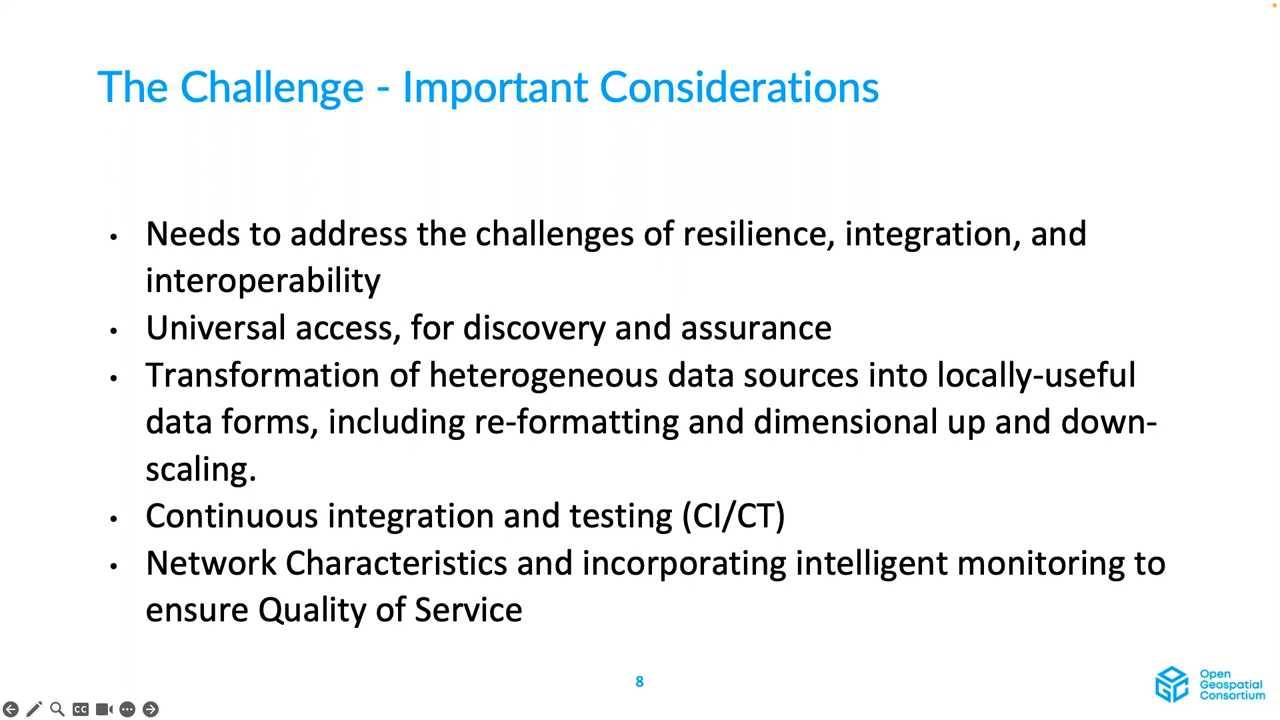 The Challenge - Important Considerations
• Needs to address the challenges of resilience, integration, and
interoperability
• Universal access, for discovery and assurance
• Transformation of heterogeneous data sources into locally-useful
data forms, including re-formatting and dimensional up and down-
scaling.
• Continuous integration and testing (CI/CT)
• Network Characteristics and incorporating intelligent monitoring to
ensure Quality of Service
8
Open
Geospatial
Consortium
CC